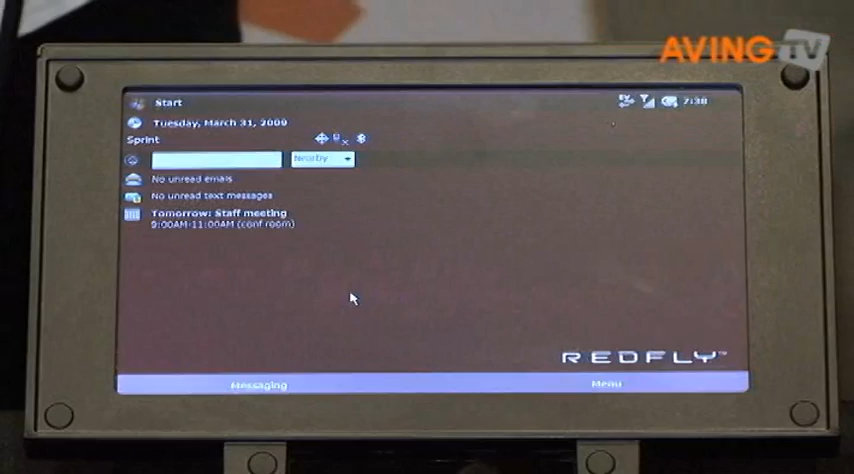 AVING TV
Start 7:38
Tuesday, March 31, 2009
Sprint
Nearby
No unread emails
No unread text messages
Tomorrow: Staff meeting
9:00AM-11:00AM (conf room)
REDFLY™
Messaging Menu